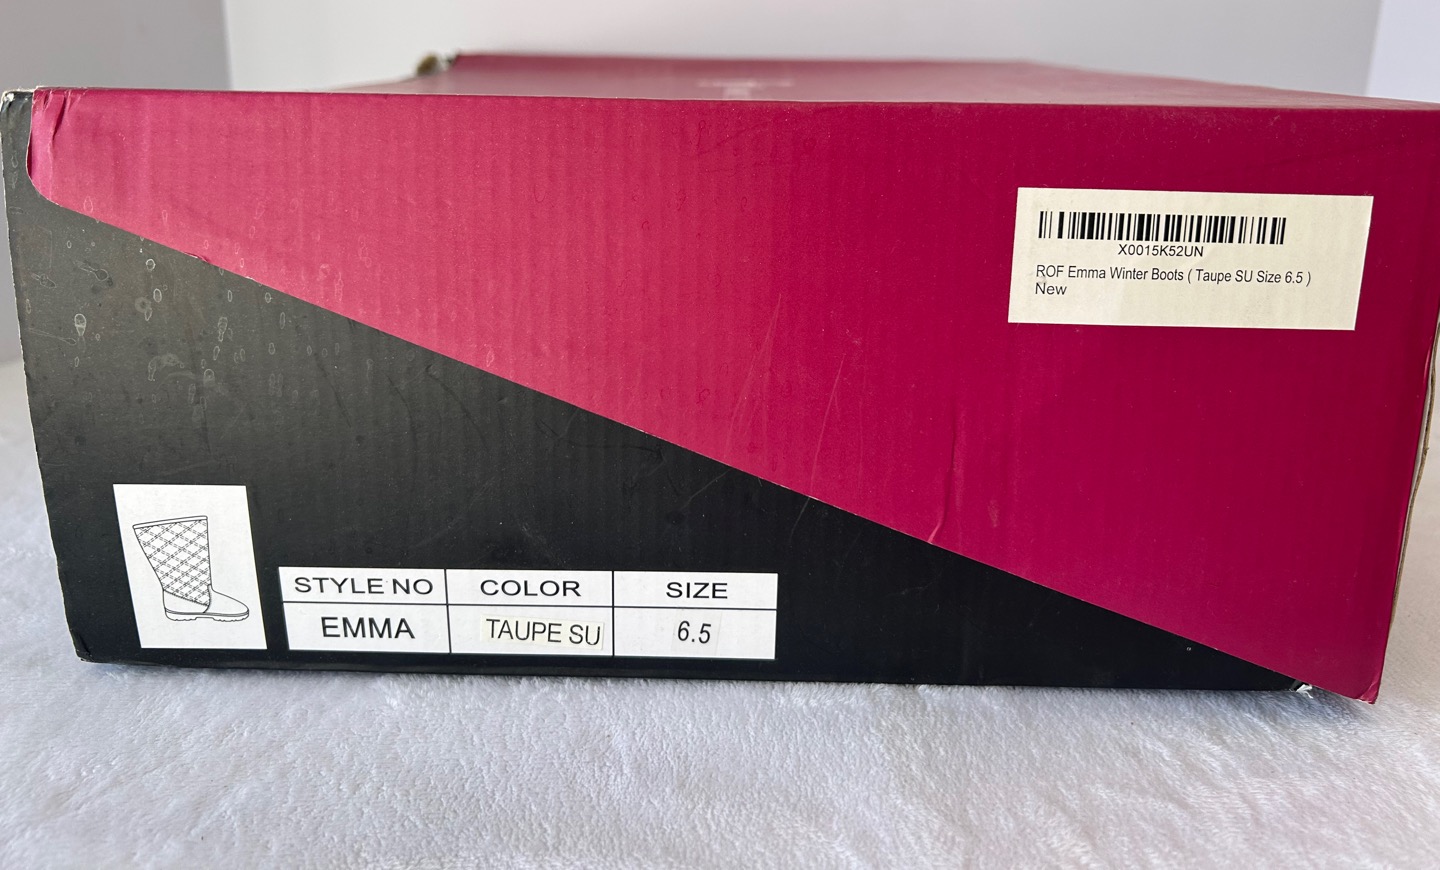 X0015K52UN
ROF Emma Winter Boots ( Taupe SU Size 6.5 )
New
STYLE NO COLOR SIZE
EMMA TAUPE SU 6.5